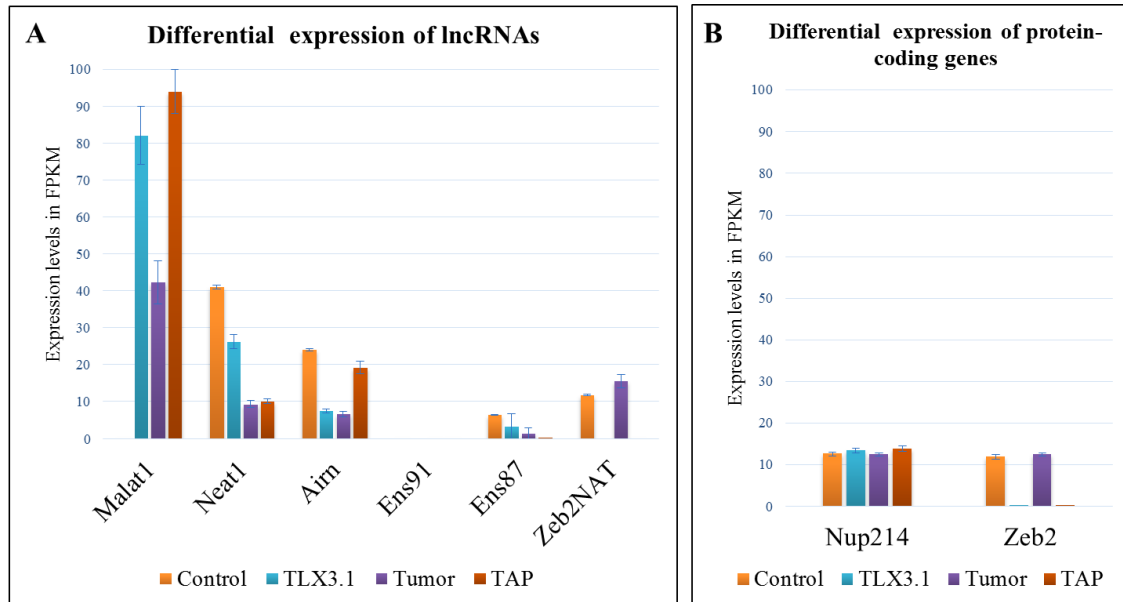 A
Differential expression of lncRNAs
Expression levels in FPKM
100
90
80
70
60
50
40
30
20
10
0
Malat1
Neat1
Airn
Ens91
Ens87
Zeb2NAT
Control TLX3.1 Tumor TAP
B
Differential expression of protein-
coding genes
Expression levels in FPKM
100
90
80
70
60
50
40
30
20
10
0
Nup214 Zeb2
Control TLX3.1 Tumor TAP